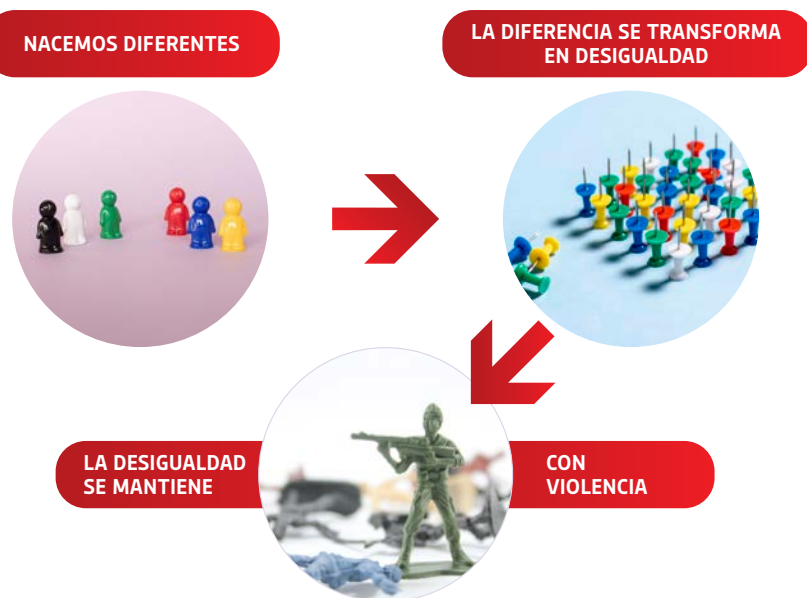 NACEMOS DIFERENTES
LA DIFERENCIA SE TRANSFORMA
EN DESIGUALDAD
LA DESIGUALDAD
SE MANTIENE
CON
VIOLENCIA